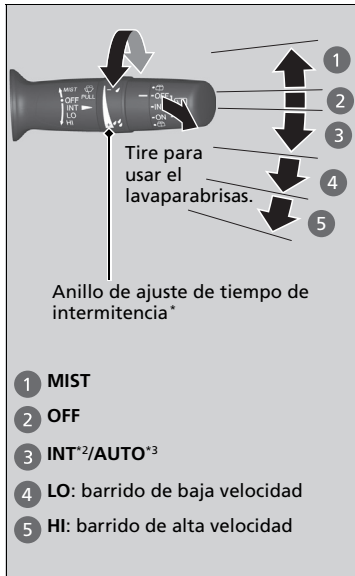 MIST
PULL
OFF
INT
LO
HI
OFF
INT
ON
1
2
3
4
5
Tire para
usar el
lavaparabrisas.
Anillo de ajuste de tiempo de
intermitencia*
1 MIST
2 OFF
3 INT*2/AUTO*3
4 LO: barrido de baja velocidad
5 HI: barrido de alta velocidad